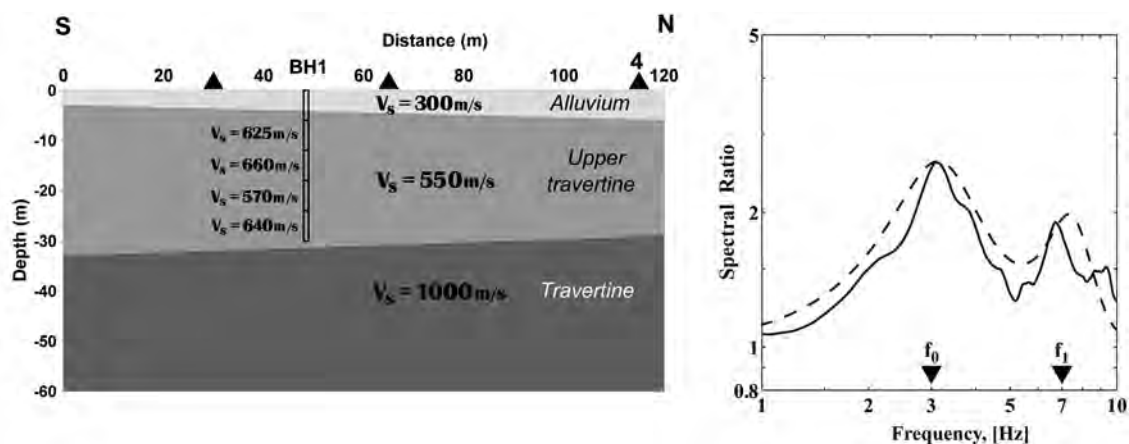 S
N
Distance (m)
0 20 40 BH1 60 80 100 4 120
0
-10
-20
-30
-40
-50
-60
Depth (m)
Vs = 300m/s
Alluvium
Vs = 625m/s
Vs = 660m/s
Vs = 570m/s
Vs = 640m/s
Vs = 550m/s
Upper
travertine
Vs = 1000m/s
Travertine
5
2
1
0.8
Spectral Ratio
f0
f1
1 2 3 5 7 10
Frequency, [Hz]